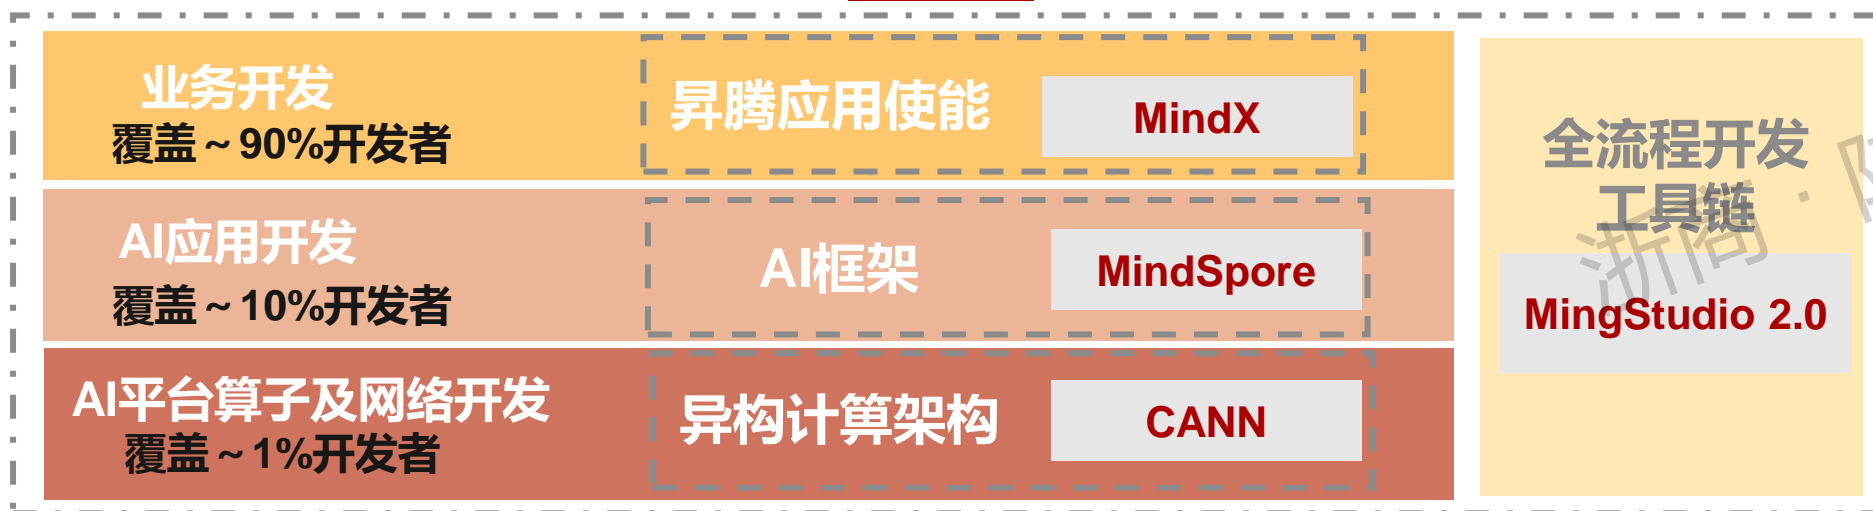 业务开发
覆盖~90%开发者
昇腾应用使能
MindX
AI应用开发
覆盖~10%开发者
AI框架
MindSpore
AI平台算子及网络开发
覆盖~1%开发者
异构计算架构
CANN
全流程开发
工具链
MingStudio 2.0
浙商·